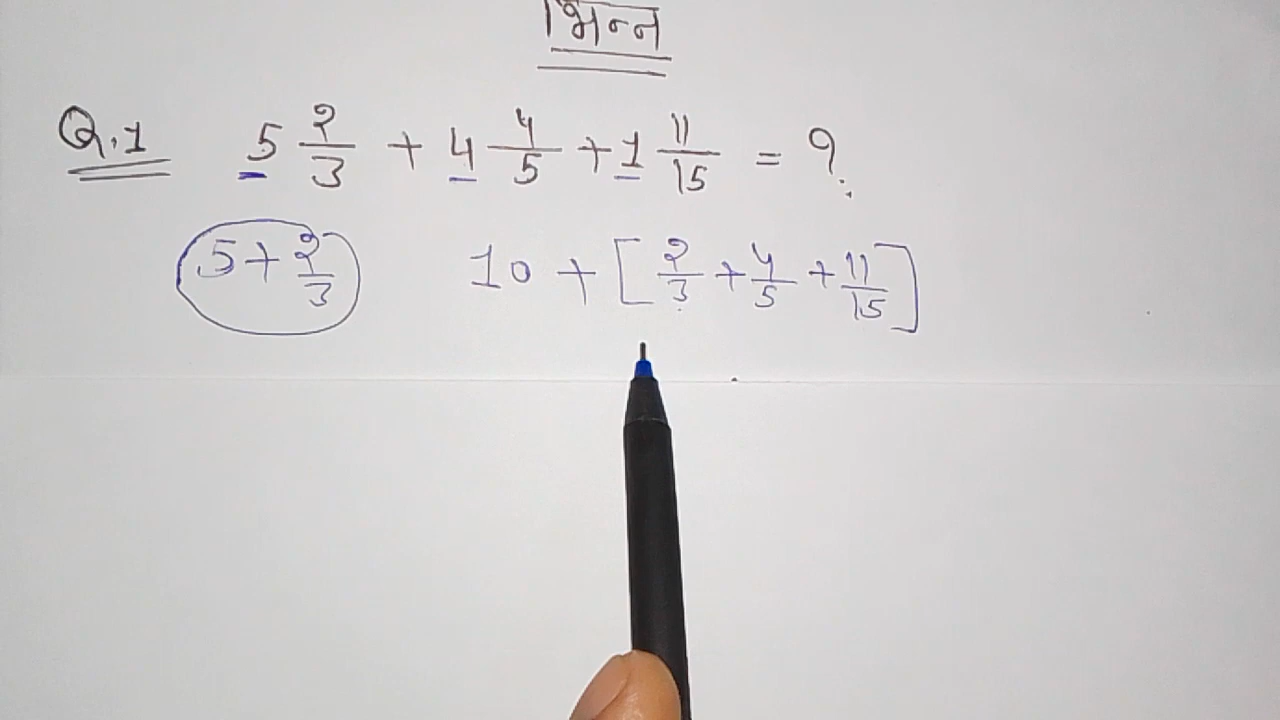 भिन्न
Q.1 5 2/3 + 4 4/5 + 1 11/15 = ?
5 + 2/3 10 + [2/3 + 4/5 + 11/15]